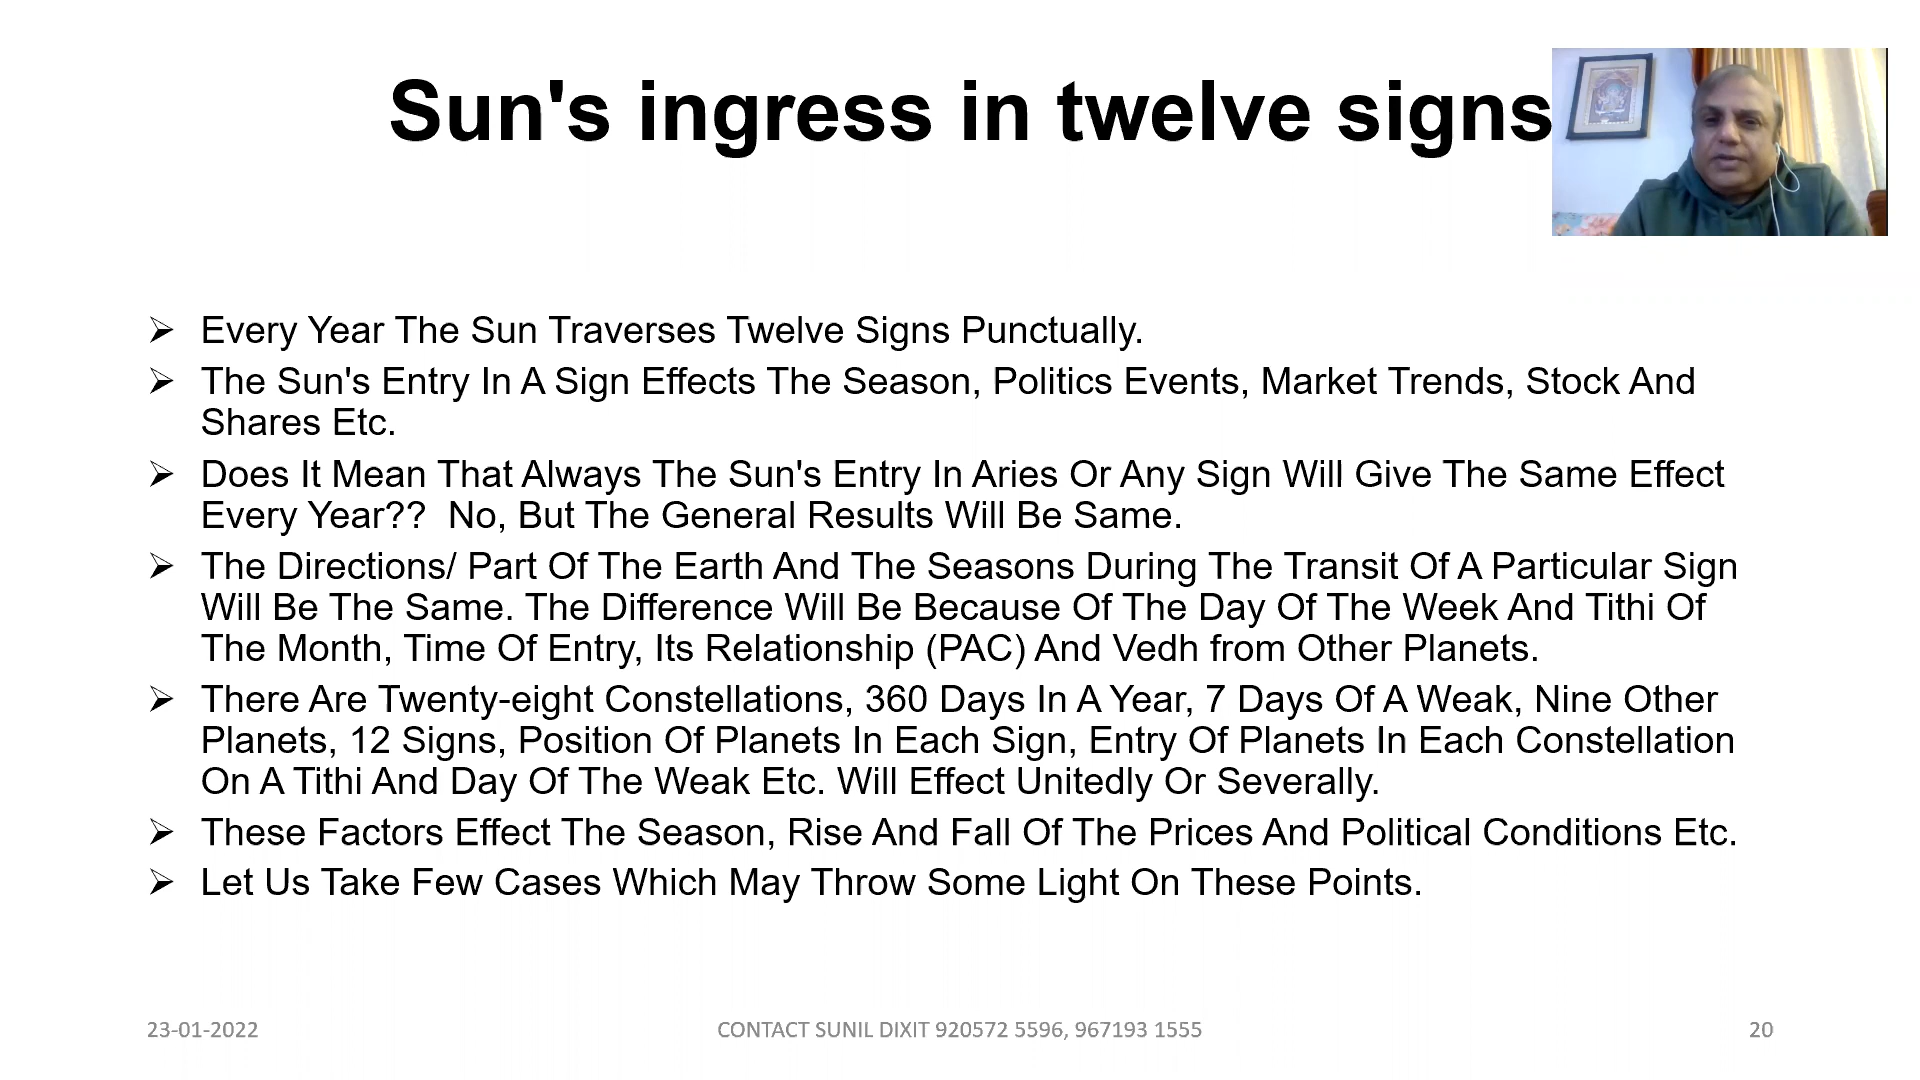 Sun's ingress in twelve signs
Every Year The Sun Traverses Twelve Signs Punctually.
The Sun's Entry In A Sign Effects The Season, Politics Events, Market Trends, Stock And
Shares Etc.
Does It Mean That Always The Sun's Entry In Aries Or Any Sign Will Give The Same Effect
Every Year??  No, But The General Results Will Be Same.
The Directions/ Part Of The Earth And The Seasons During The Transit Of A Particular Sign
Will Be The Same. The Difference Will Be Because Of The Day Of The Week And Tithi Of
The Month, Time Of Entry, Its Relationship (PAC) And Vedh from Other Planets.
There Are Twenty-eight Constellations, 360 Days In A Year, 7 Days Of A Weak, Nine Other
Planets, 12 Signs, Position Of Planets In Each Sign, Entry Of Planets In Each Constellation
On A Tithi And Day Of The Weak Etc. Will Effect Unitedly Or Severally.
These Factors Effect The Season, Rise And Fall Of The Prices And Political Conditions Etc.
Let Us Take Few Cases Which May Throw Some Light On These Points.
23-01-2022 CONTACT SUNIL DIXIT 920572 5596, 967193 1555 20